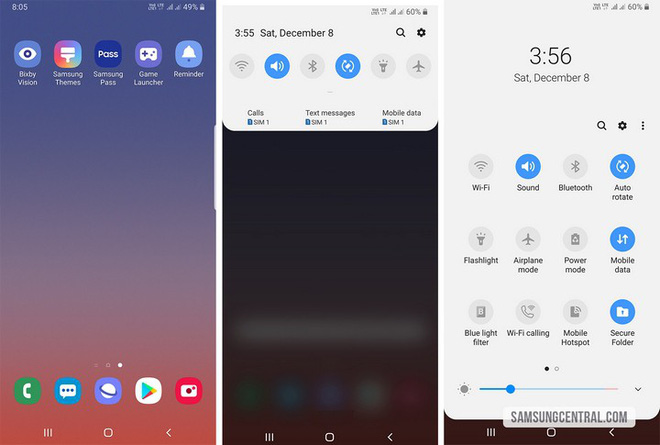 8:05
49%
Pass
Bixby
Vision
Samsung
Themes
Samsung
Pass
Game
Launcher
Reminder
60%
3:55 Sat, December 8
Calls
SIM 1
Text messages
SIM 1
Mobile data
SIM 1
60%
3:56
Sat, December 8
Wi-Fi
Sound
Bluetooth
Auto
rotate
Flashlight
Airplane
mode
Power
mode
Mobile
data
B
Blue light
filter
Wi-Fi calling
Mobile
Hotspot
Secure
Folder
SAMSUNGCENTRAL.COM